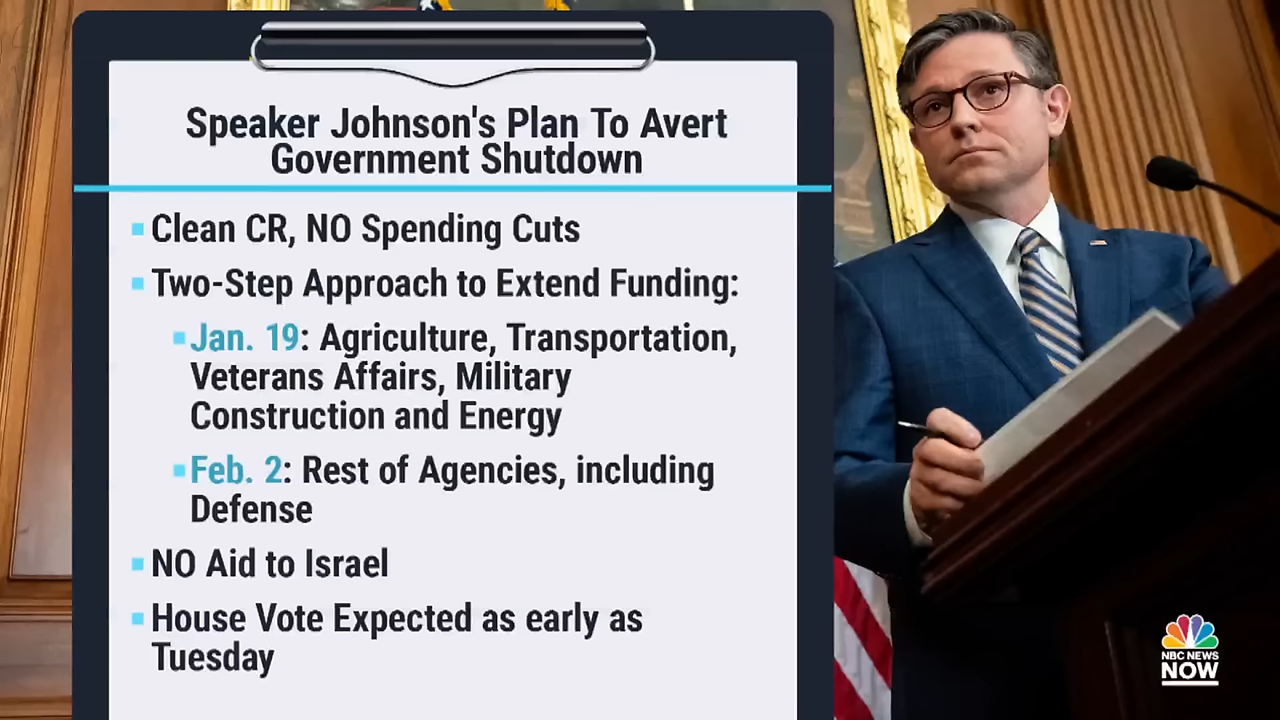 Speaker Johnson's Plan To Avert
Government Shutdown
Clean CR, NO Spending Cuts
Two-Step Approach to Extend Funding:
Jan. 19: Agriculture, Transportation,
Veterans Affairs, Military
Construction and Energy
Feb. 2: Rest of Agencies, including
Defense
NO Aid to Israel
House Vote Expected as early as
Tuesday
NBC NEWS
NOW